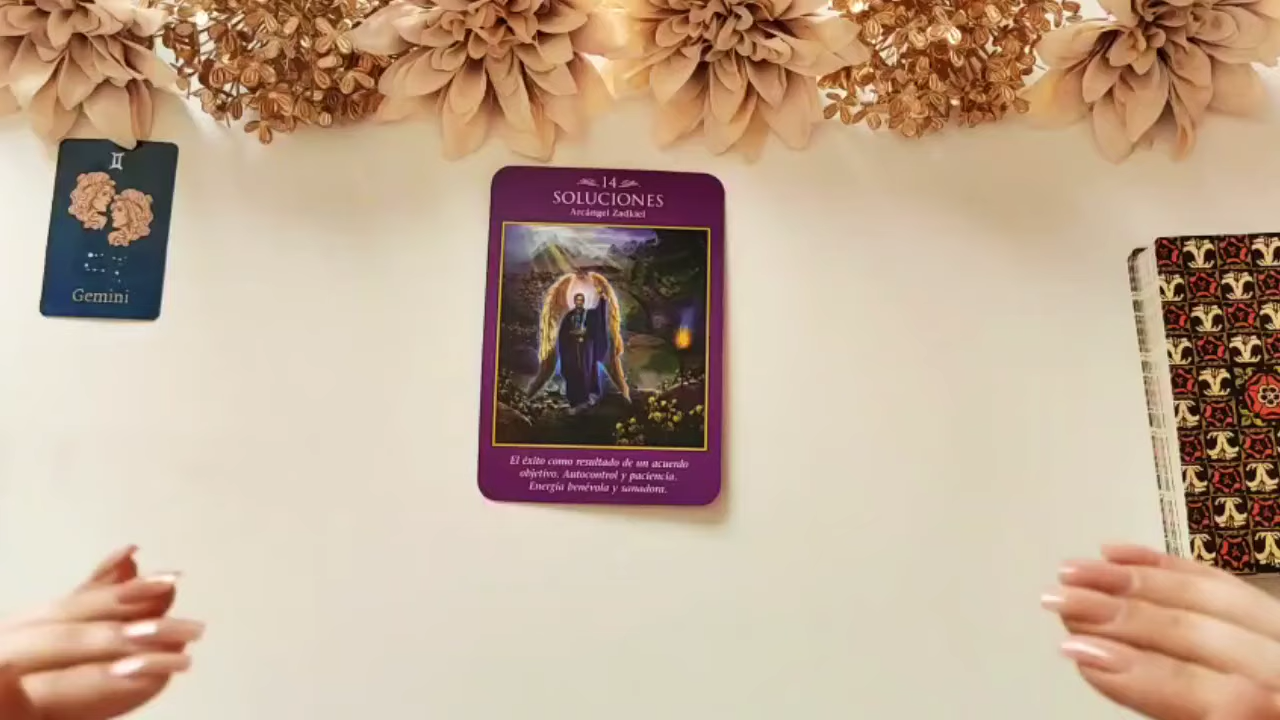 Gemini
14
SOLUCIONES
Arcángel Zadkiel
El éxito como resultado de un acuerdo
objetivo. Autocontrol y paciencia.
Energía benévola y sanadora.